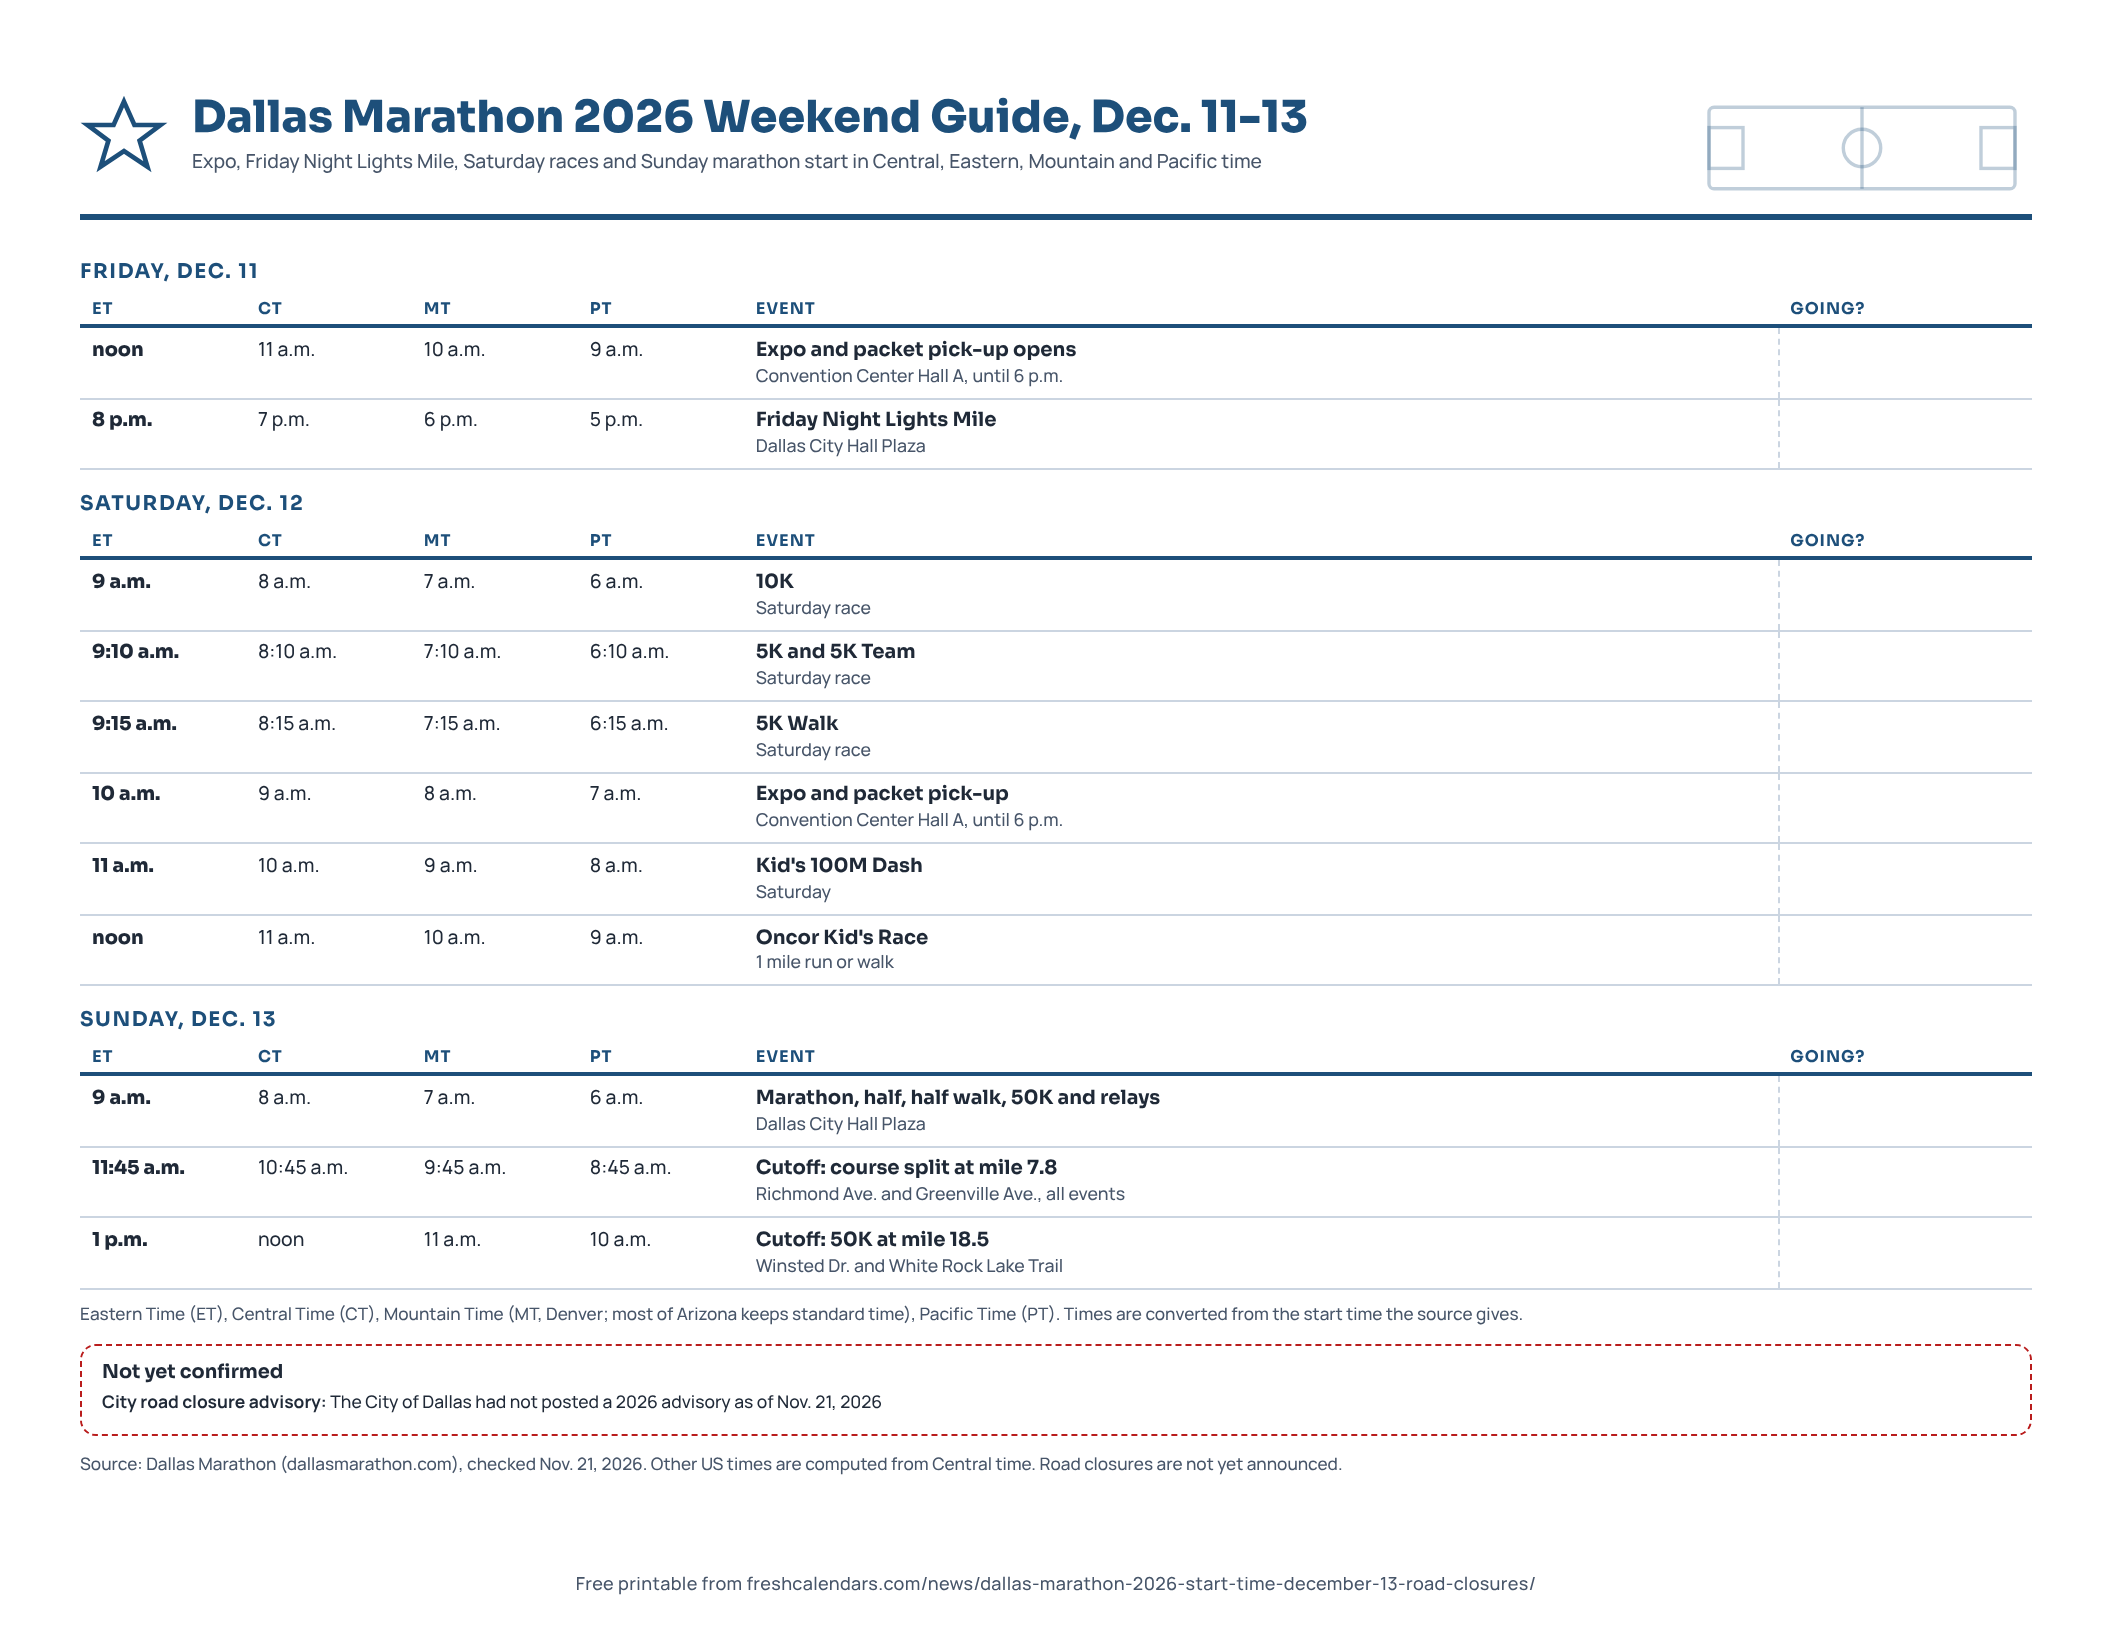 Dallas Marathon 2026 Weekend Guide, Dec. 11–13
Expo, Friday Night Lights Mile, Saturday races and Sunday marathon start in Central, Eastern, Mountain and Pacific time
FRIDAY, DEC. 11
ET CT MT PT EVENT GOING?
noon 11 a.m. 10 a.m. 9 a.m. Expo and packet pick-up opens
Convention Center Hall A, until 6 p.m.
8 p.m. 7 p.m. 6 p.m. 5 p.m. Friday Night Lights Mile
Dallas City Hall Plaza
SATURDAY, DEC. 12
ET CT MT PT EVENT GOING?
9 a.m. 8 a.m. 7 a.m. 6 a.m. 10K
Saturday race
9:10 a.m. 8:10 a.m. 7:10 a.m. 6:10 a.m. 5K and 5K Team
Saturday race
9:15 a.m. 8:15 a.m. 7:15 a.m. 6:15 a.m. 5K Walk
Saturday race
10 a.m. 9 a.m. 8 a.m. 7 a.m. Expo and packet pick-up
Convention Center Hall A, until 6 p.m.
11 a.m. 10 a.m. 9 a.m. 8 a.m. Kid's 100M Dash
Saturday
noon 11 a.m. 10 a.m. 9 a.m. Oncor Kid's Race
1 mile run or walk
SUNDAY, DEC. 13
ET CT MT PT EVENT GOING?
9 a.m. 8 a.m. 7 a.m. 6 a.m. Marathon, half, half walk, 50K and relays
Dallas City Hall Plaza
11:45 a.m. 10:45 a.m. 9:45 a.m. 8:45 a.m. Cutoff: course split at mile 7.8
Richmond Ave. and Greenville Ave., all events
1 p.m. noon 11 a.m. 10 a.m. Cutoff: 50K at mile 18.5
Winsted Dr. and White Rock Lake Trail
Eastern Time (ET), Central Time (CT), Mountain Time (MT, Denver; most of Arizona keeps standard time), Pacific Time (PT). Times are converted from the start time the source gives.
Not yet confirmed
City road closure advisory: The City of Dallas had not posted a 2026 advisory as of Nov. 21, 2026
Source: Dallas Marathon (dallasmarathon.com), checked Nov. 21, 2026. Other US times are computed from Central time. Road closures are not yet announced.
Free printable from freshcalendars.com/news/dallas-marathon-2026-start-time-december-13-road-closures/